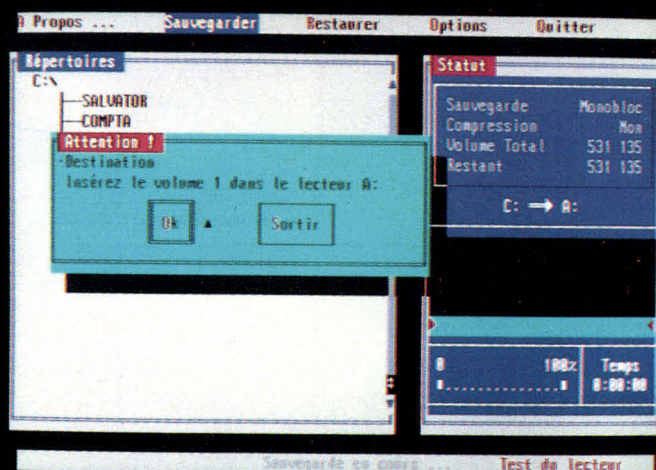 A Propos ... Sauvegarder Restaurer Options Quitter
Répertoires
C:\
SALVATOR
COMPTA
Attention !
Destination
Insérez le volume 1 dans le lecteur A:
Ok Sortir
Statut
Sauvegarde Monobloc
Compression Non
Volume Total 531 135
Restant 531 135
C: → A:
0 100% Temps
0:00:00
Sauvegarde en cours ... Test du lecteur